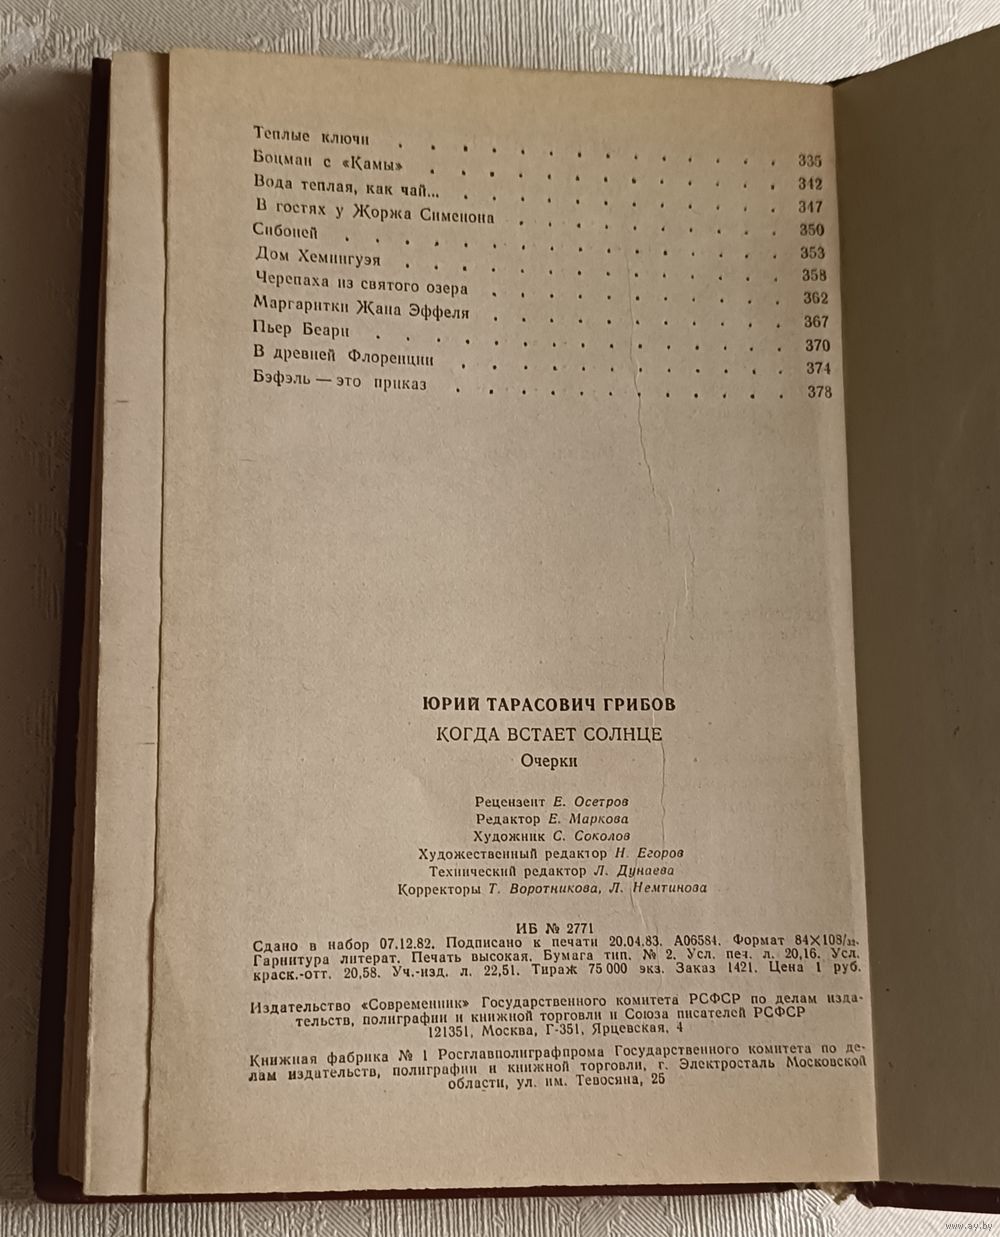 Теплые ключи . . . . . . . . . . . . . . 335
Боцман с «Камы» . . . . . . . . . . . . . 342
Вода теплая, как чай... . . . . . . . . . . . . 347
В гостях у Жоржа Сименона . . . . . . . . . . 350
Сибоней . . . . . . . . . . . . . . . . 353
Дом Хемингуэя . . . . . . . . . . . . . . 358
Черепаха из святого озера . . . . . . . . . . . 362
Маргаритки Жана Эффеля . . . . . . . . . . . 367
Пьер Беари . . . . . . . . . . . . . . . 370
В древней Флоренции . . . . . . . . . . . . 374
Бэфэль — это приказ . . . . . . . . . . . . 378
ЮРИЙ ТАРАСОВИЧ ГРИБОВ
КОГДА ВСТАЕТ СОЛНЦЕ
Очерки
Рецензент Е. Осетров
Редактор Е. Маркова
Художник С. Соколов
Художественный редактор Н. Егоров
Технический редактор Л. Дунаева
Корректоры Т. Воротникова, Л. Немтинова
ИБ № 2771
Сдано в набор 07.12.82. Подписано к печати 20.04.83. А06584. Формат 84×108/32.
Гарнитура литерат. Печать высокая. Бумага тип. № 2. Усл. печ. л. 20,16. Усл.
краск.-отт. 20,58. Уч.-изд. л. 22,51. Тираж 75 000 экз. Заказ 1421. Цена 1 руб.
Издательство «Современник» Государственного комитета РСФСР по делам изда-
тельств, полиграфии и книжной торговли и Союза писателей РСФСР
121351, Москва, Г-351, Ярцевская, 4
Книжная фабрика № 1 Росглавполиграфпрома Государственного комитета по де-
лам издательств, полиграфии и книжной торговли, г. Электросталь Московской
области, ул. им. Тевосяна, 25
www.ay.by